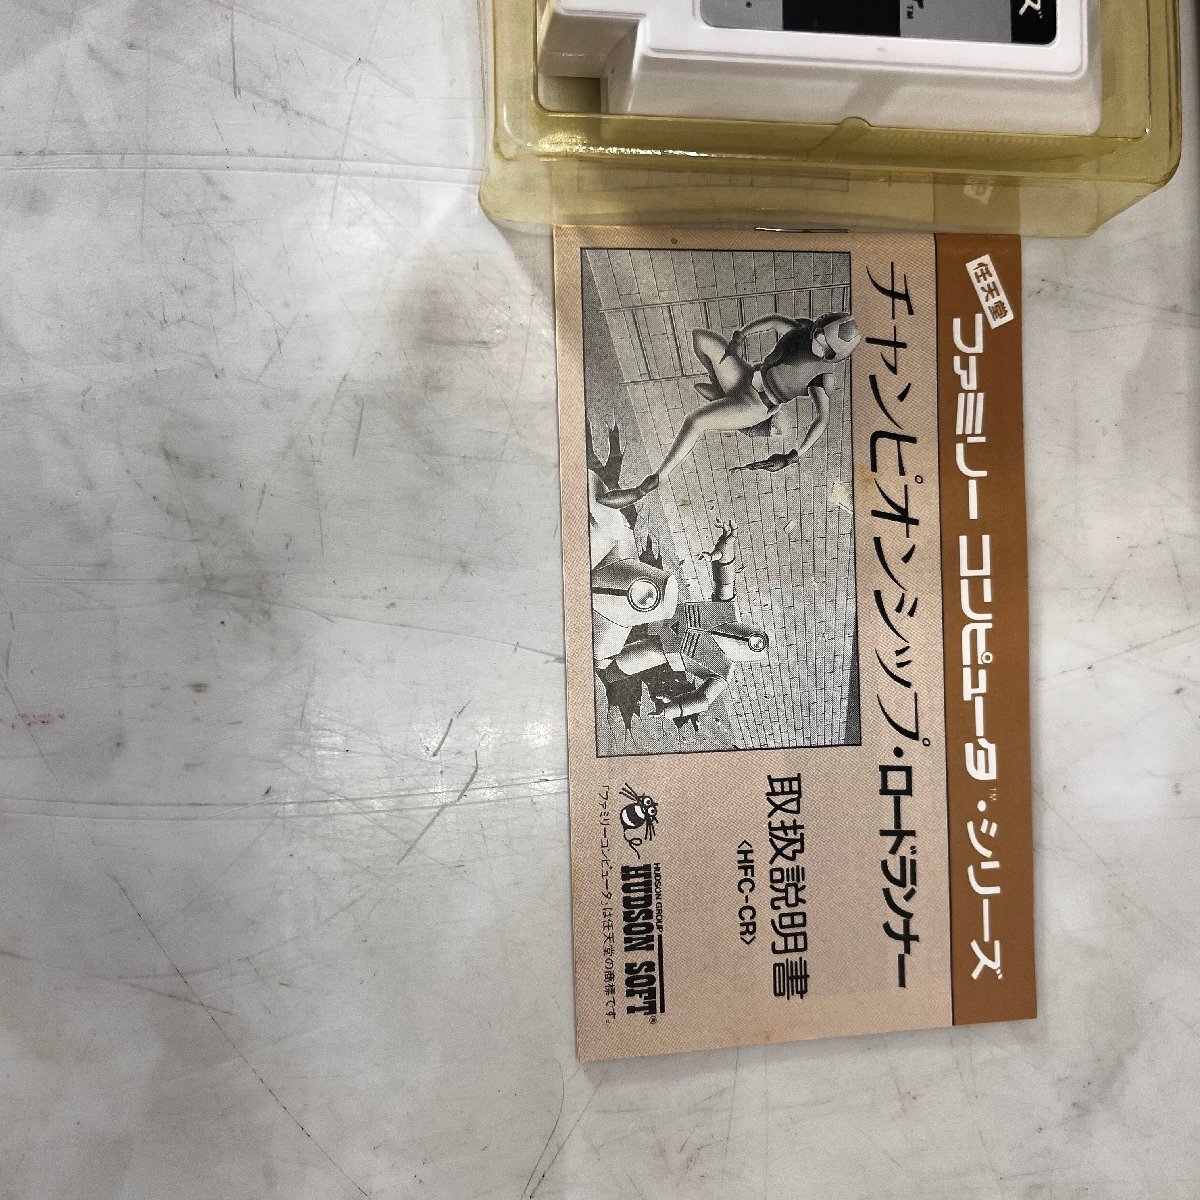 任天堂
ファミリー コンピュータ™・シリーズ
チャンピオンシップ・ロードランナー
取扱説明書
<HFC-CR>
HUDSON GROUP
HUDSON SOFT®
「ファミリーコンピュータ」は任天堂の商標です。
ズ
TM